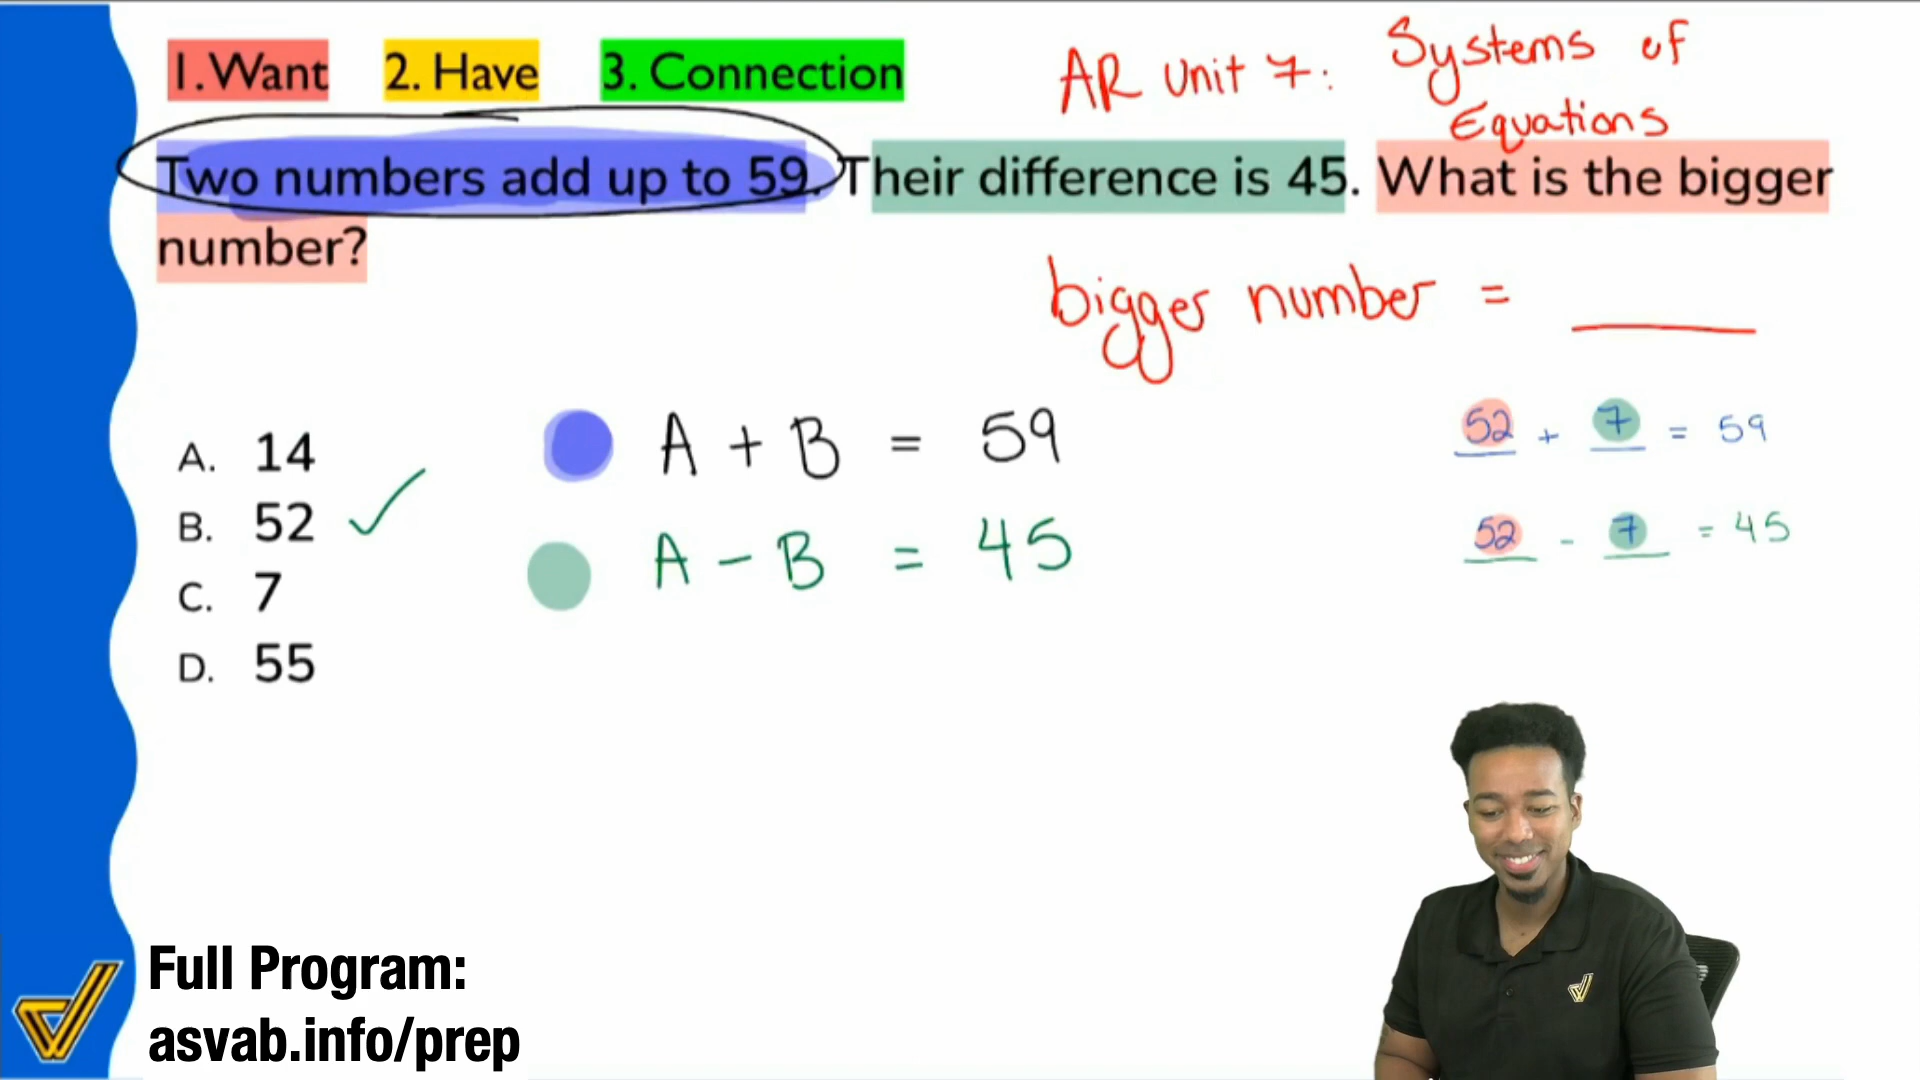 1. Want 2. Have 3. Connection
AR Unit 7: Systems of
Equations
Two numbers add up to 59. Their difference is 45. What is the bigger
number?
bigger number =
A. 14
B. 52
C. 7
D. 55
A + B = 59
A - B = 45
52 + 7 = 59
52 - 7 = 45
Full Program:
asvab.info/prep